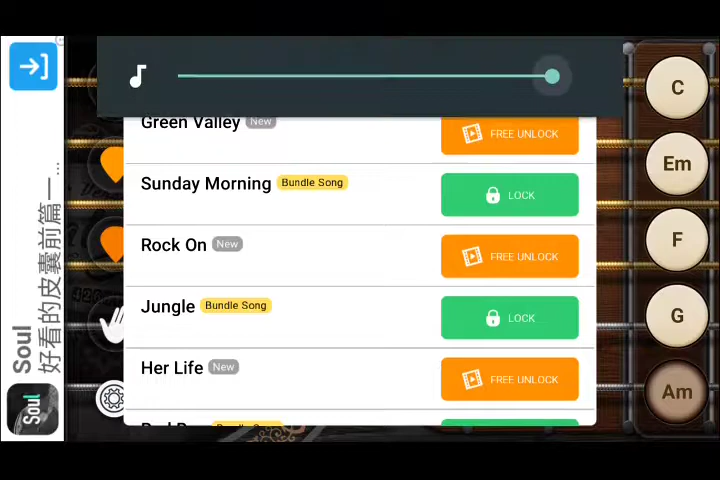 Soul
好看的皮囊前篇一...
Soul
Green Valley New
FREE UNLOCK
Sunday Morning Bundle Song
LOCK
Rock On New
FREE UNLOCK
Jungle Bundle Song
LOCK
Her Life New
FREE UNLOCK
C
Em
F
G
Am